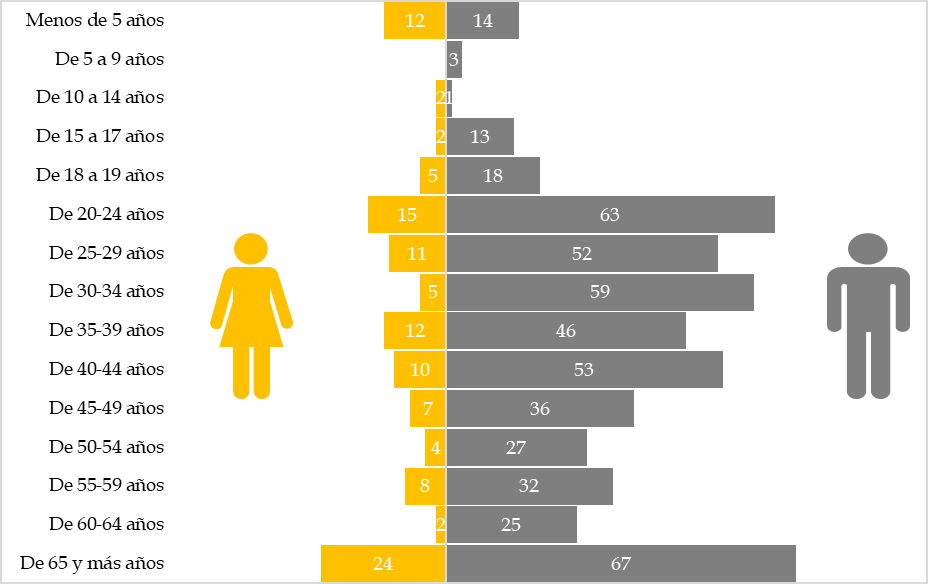 Menos de 5 años 12 14
De 5 a 9 años 3
De 10 a 14 años 2 1
De 15 a 17 años 2 13
De 18 a 19 años 5 18
De 20-24 años 15 63
De 25-29 años 11 52
De 30-34 años 5 59
De 35-39 años 12 46
De 40-44 años 10 53
De 45-49 años 7 36
De 50-54 años 4 27
De 55-59 años 8 32
De 60-64 años 2 25
De 65 y más años 24 67